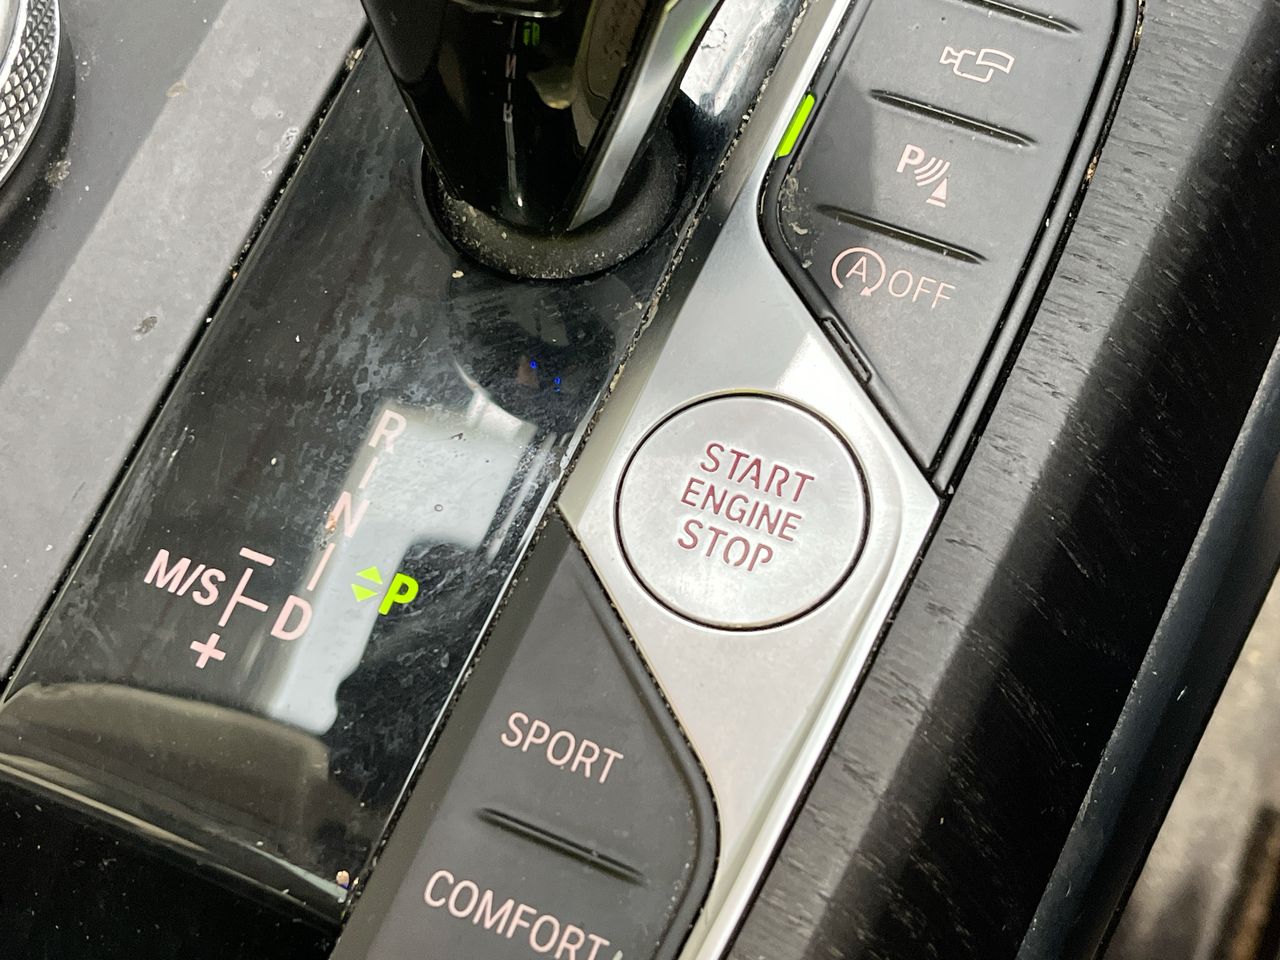 P
A OFF
START
ENGINE
STOP
R
N
M/S
D
P
+
SPORT
COMFORT